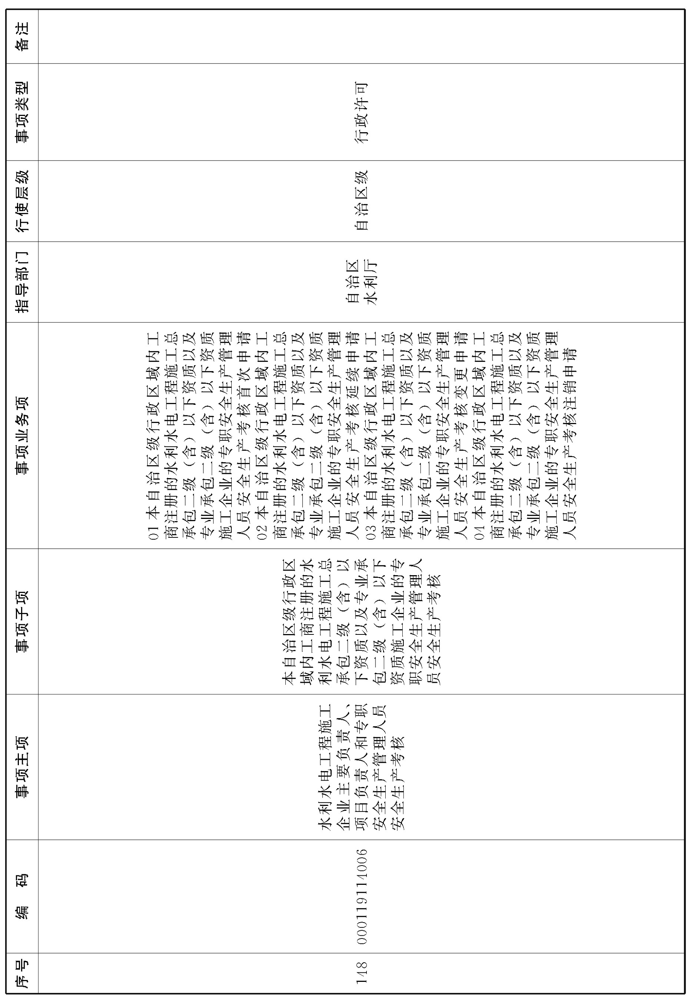 序号
编　码
事项主项
事项子项
事项业务项
指导部门
行使层级
事项类型
备注
148
000119114006
水利水电工程施工
企业主要负责人、
项目负责人和专职
安全生产管理人员
安全生产考核
本自治区级行政区
域内工商注册的水
利水电工程施工总
承包二级（含）以
下资质以及专业承
包二级（含）以下
资质施工企业的专
职安全生产管理人
员安全生产考核
01本自治区级行政区域内工
商注册的水利水电工程施工总
承包二级（含）以下资质以及
专业承包二级（含）以下资质
施工企业的专职安全生产管理
人员安全生产考核首次申请
02本自治区级行政区域内工
商注册的水利水电工程施工总
承包二级（含）以下资质以及
专业承包二级（含）以下资质
施工企业的专职安全生产管理
人员安全生产考核延续申请
03本自治区级行政区域内工
商注册的水利水电工程施工总
承包二级（含）以下资质以及
专业承包二级（含）以下资质
施工企业的专职安全生产管理
人员安全生产考核变更申请
04本自治区级行政区域内工
商注册的水利水电工程施工总
承包二级（含）以下资质以及
专业承包二级（含）以下资质
施工企业的专职安全生产管理
人员安全生产考核注销申请
自治区
水利厅
自治区级
行政许可